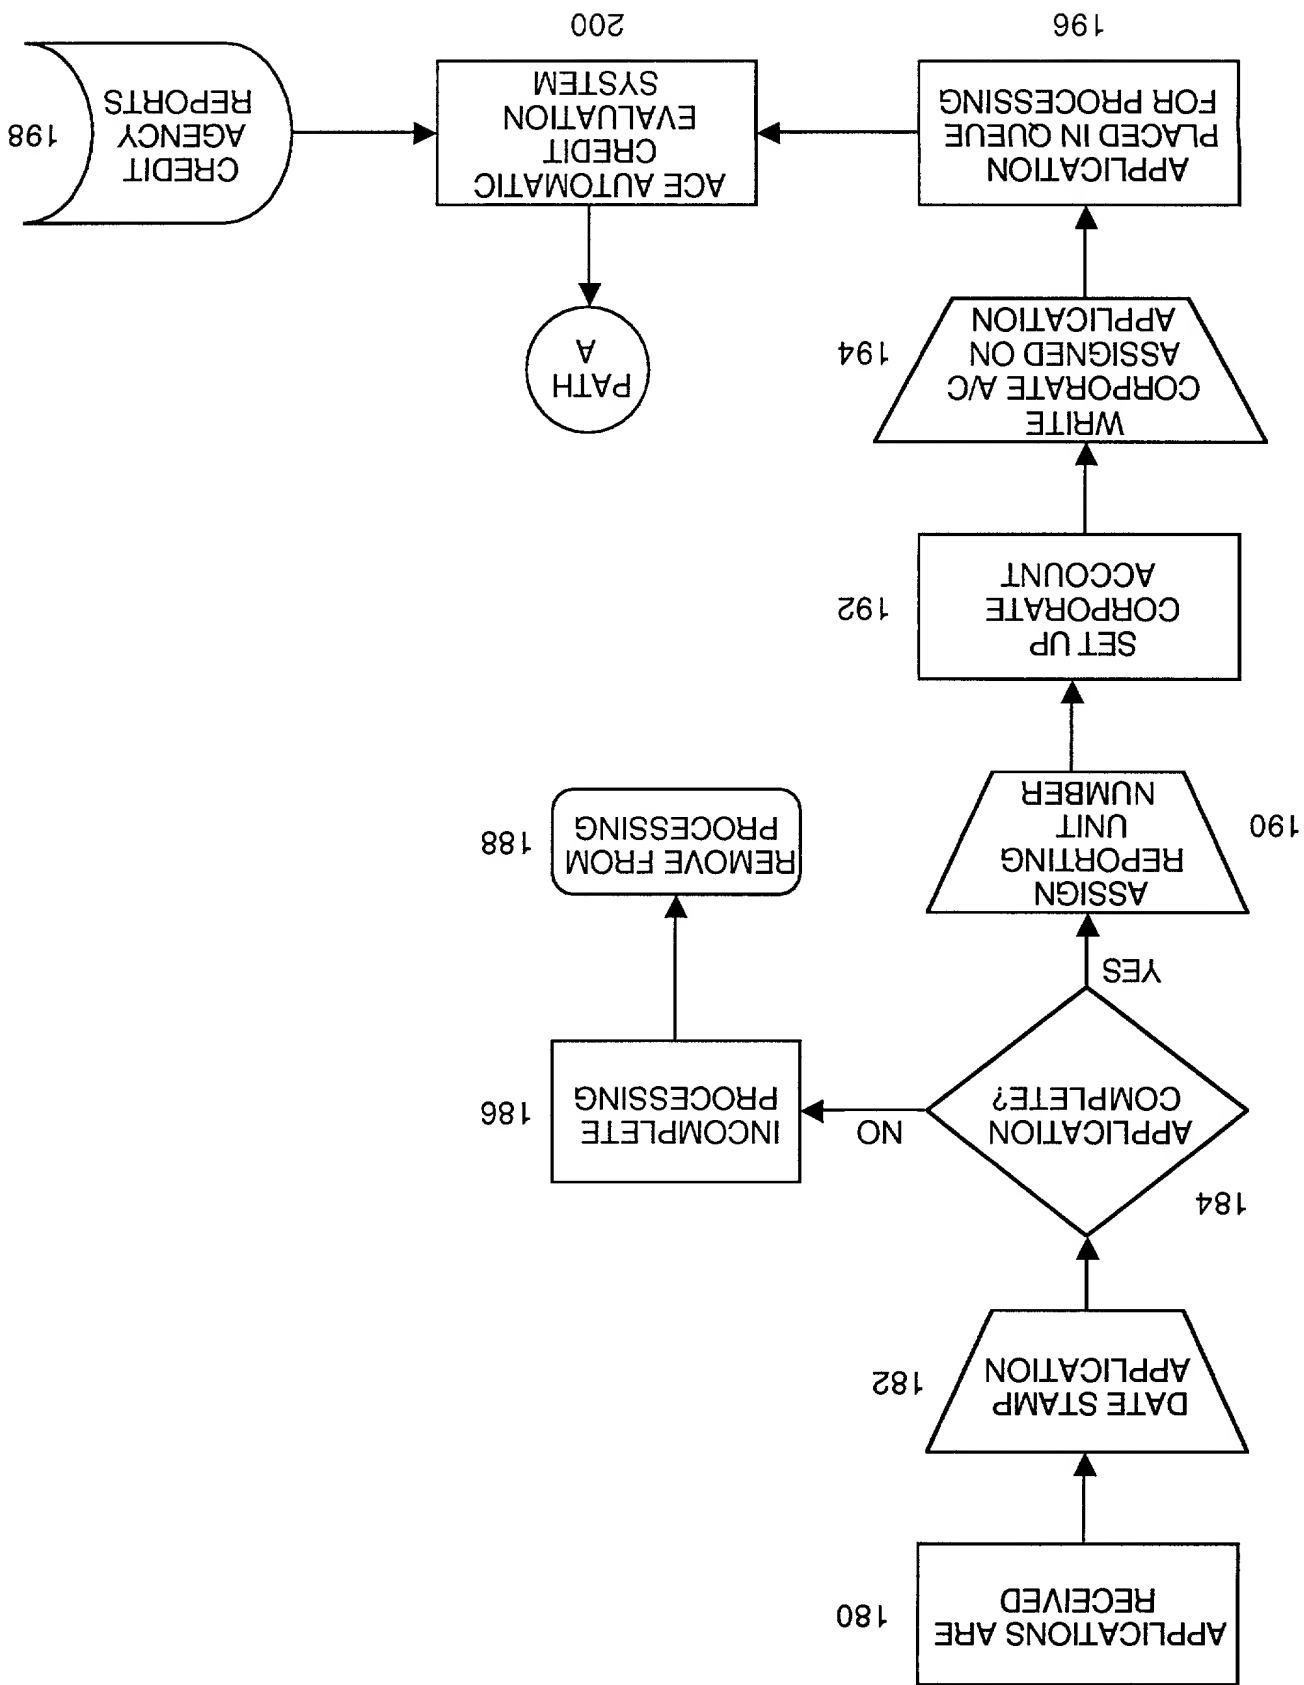 APPLICATIONS ARE
RECEIVED
180
DATE STAMP
APPLICATION
182
184
APPLICATION
COMPLETE?
NO
INCOMPLETE
PROCESSING
186
YES
REMOVE FROM
PROCESSING
188
ASSIGN
REPORTING
UNIT
NUMBER
190
SET UP
CORPORATE
ACCOUNT
192
WRITE
CORPORATE A/C
ASSIGNED ON
APPLICATION
194
PATH
A
APPLICATION
PLACED IN QUEUE
FOR PROCESSING
196
ACE AUTOMATIC
CREDIT
EVALUATION
SYSTEM
200
CREDIT
AGENCY
REPORTS
198